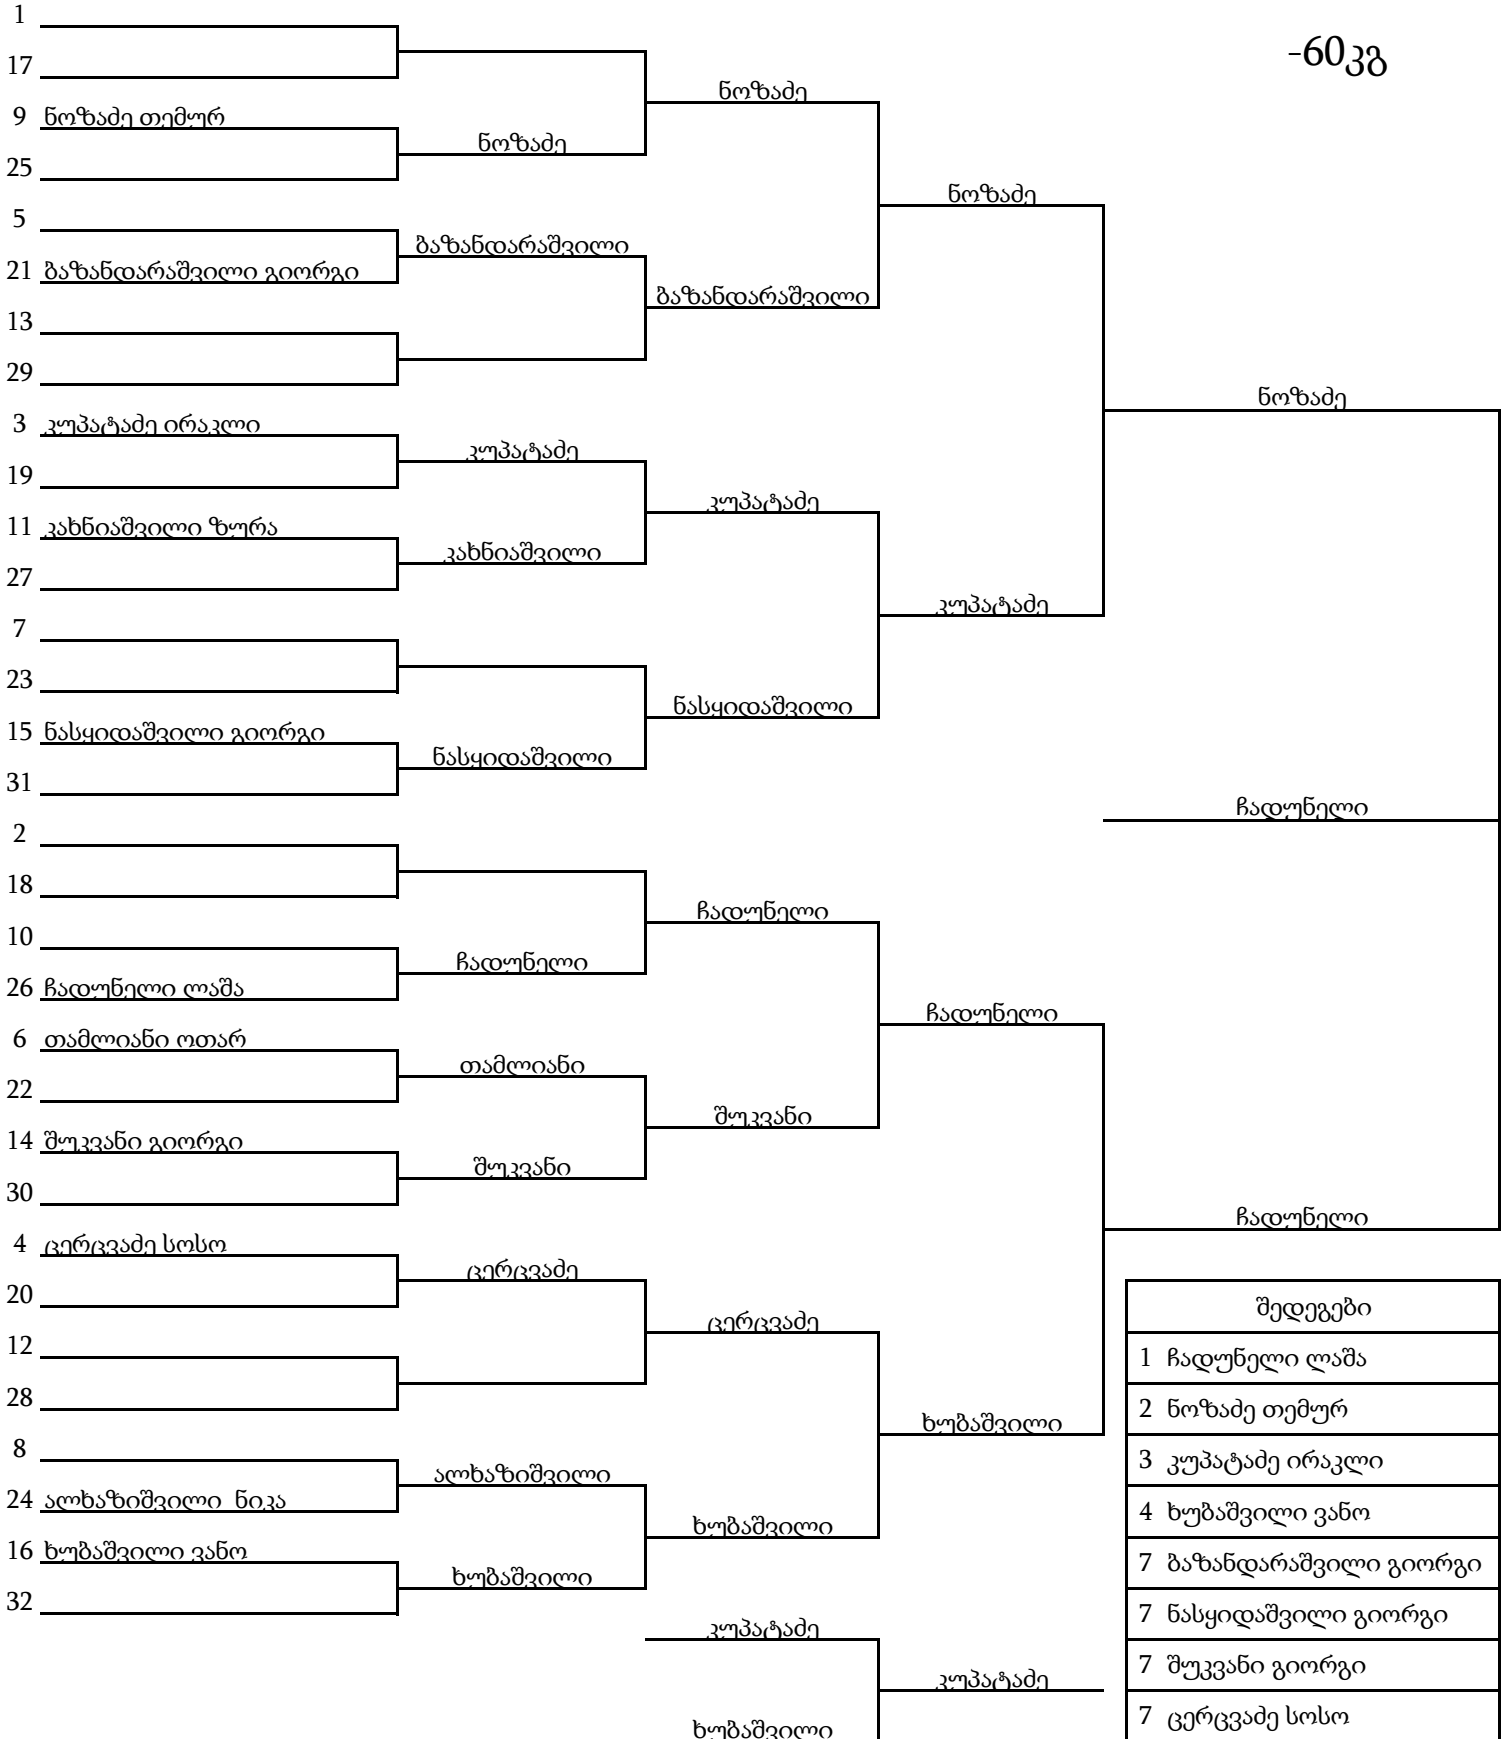 -60კგ
1
17
9 ნოზაძე თემურ
25
5
21 ბაზანდარაშვილი გიორგი
13
29
3 კუპატაძე ირაკლი
19
11 კახნიაშვილი ზურა
27
7
23
15 ნასყიდაშვილი გიორგი
31
2
18
10
26 ჩადუნელი ლაშა
6 თამლიანი ოთარ
22
14 შუკვანი გიორგი
30
4 ცერცვაძე სოსო
20
12
28
8
24 ალხაზიშვილი ნიკა
16 ხუბაშვილი ვანო
32
ნოზაძე
ბაზანდარაშვილი
კუპატაძე
კახნიაშვილი
ნასყიდაშვილი
ჩადუნელი
თამლიანი
შუკვანი
ცერცვაძე
ალხაზიშვილი
ხუბაშვილი
ნოზაძე
ბაზანდარაშვილი
კუპატაძე
ნასყიდაშვილი
ჩადუნელი
შუკვანი
ცერცვაძე
ხუბაშვილი
კუპატაძე
ხუბაშვილი
ნოზაძე
კუპატაძე
ჩადუნელი
ხუბაშვილი
კუპატაძე
ნოზაძე
ჩადუნელი
ჩადუნელი
შედეგები
1 ჩადუნელი ლაშა
2 ნოზაძე თემურ
3 კუპატაძე ირაკლი
4 ხუბაშვილი ვანო
7 ბაზანდარაშვილი გიორგი
7 ნასყიდაშვილი გიორგი
7 შუკვანი გიორგი
7 ცერცვაძე სოსო